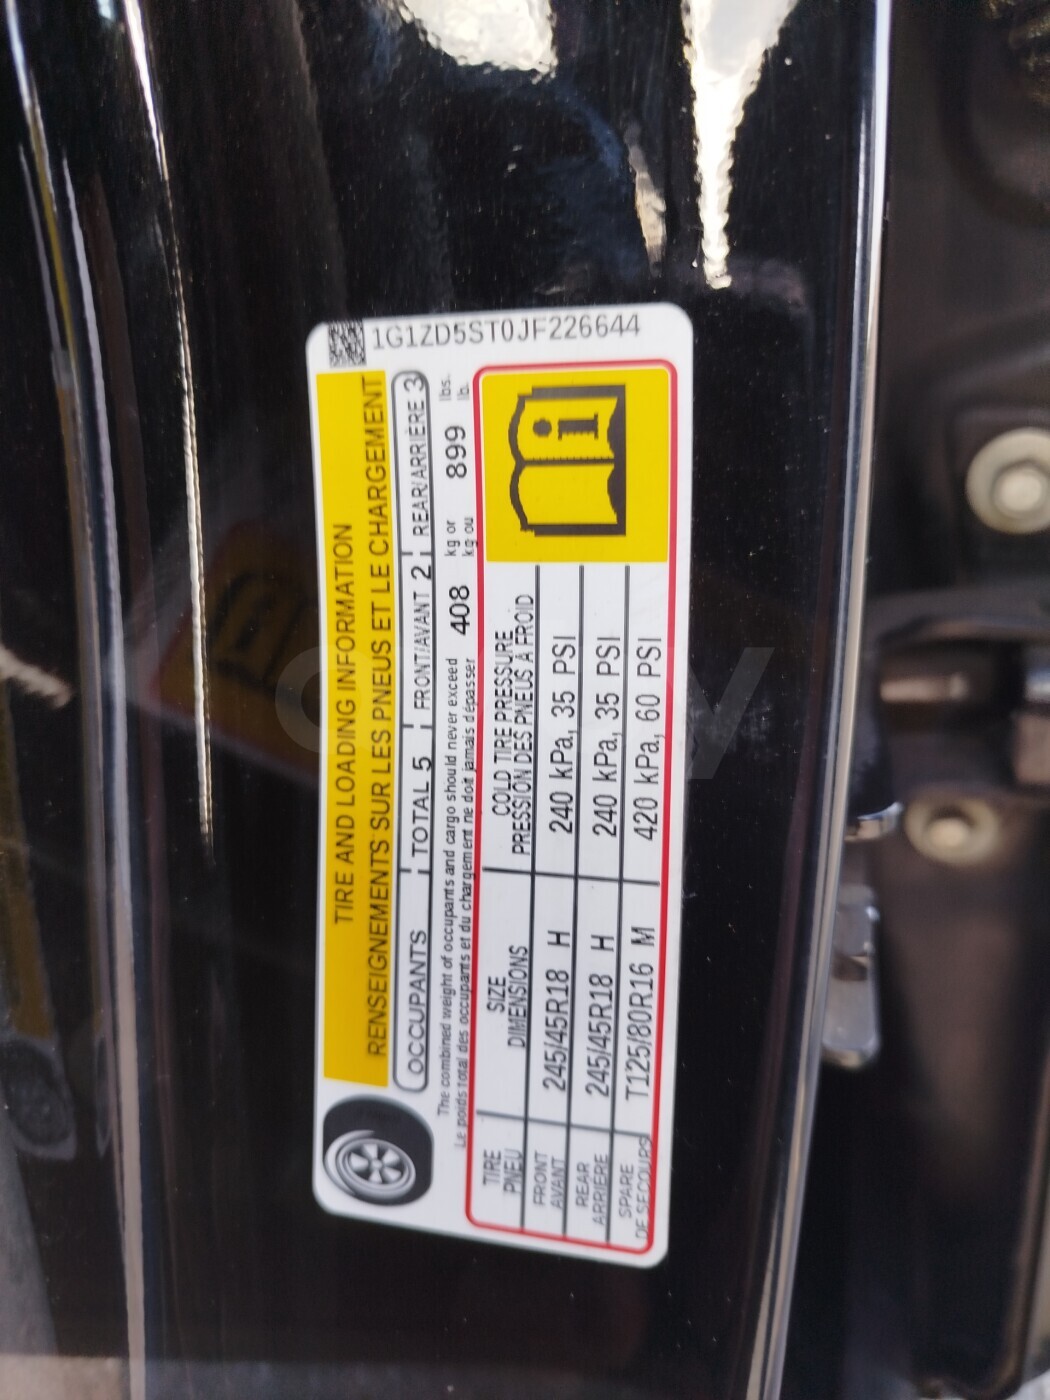 1G1ZD5ST0JF226644
TIRE AND LOADING INFORMATION
RENSEIGNEMENTS SUR LES PNEUS ET LE CHARGEMENT
OCCUPANTS TOTAL 5 FRONT/AVANT 2 REAR/ARRIÈRE 3
The combined weight of occupants and cargo should never exceed 408 kg or 899 lbs.
Le poids total des occupants et du chargement ne doit jamais dépasser kg ou lb.
TIRE SIZE COLD TIRE PRESSURE
PNEU DIMENSIONS PRESSION DES PNEUS À FROID
FRONT
AVANT 245/45R18 H 240 kPa, 35 PSI
REAR
ARRIERE 245/45R18 H 240 kPa, 35 PSI
SPARE
DE SECOURS T125/80R16 M 420 kPa, 60 PSI
i